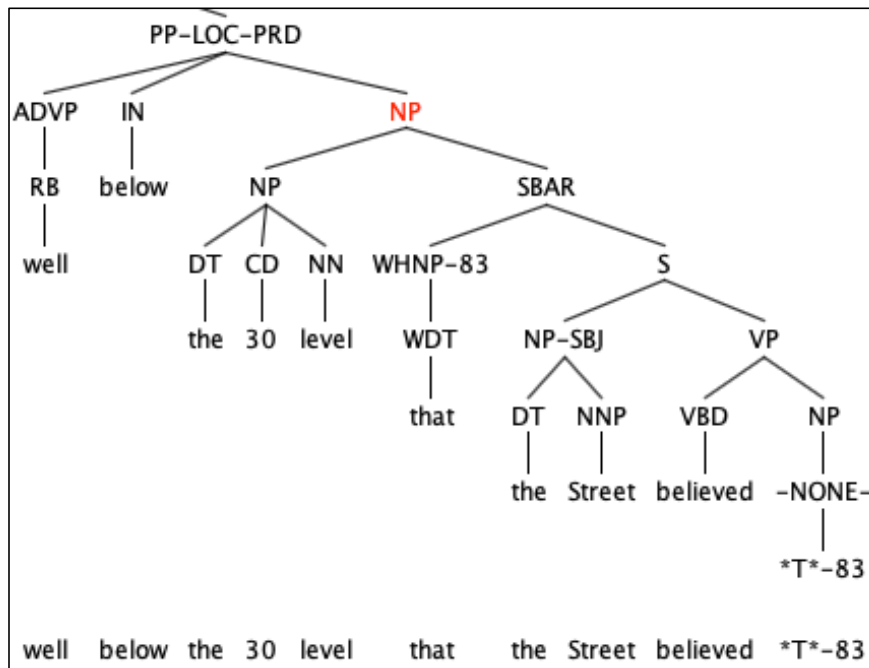 PP-LOC-PRD
ADVP IN NP
RB below NP SBAR
well DT CD NN WHNP-83 S
the 30 level WDT NP-SBJ VP
that DT NNP VBD NP
the Street believed -NONE-
*T*-83
well below the 30 level that the Street believed *T*-83